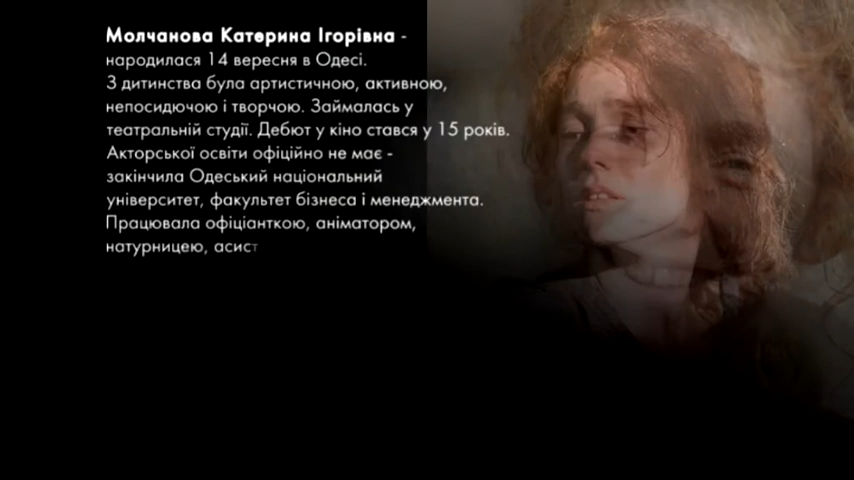 Молчанова Катерина Ігорівна -
народилася 14 вересня в Одесі.
З дитинства була артистичною, активною,
непосидючою і творчою. Займалась у
театральній студії. Дебют у кіно стався у 15 років.
Акторської освіти офіційно не має -
закінчила Одеський національний
університет, факультет бізнеса і менеджмента.
Працювала офіціанткою, аніматором,
натурницею, асист